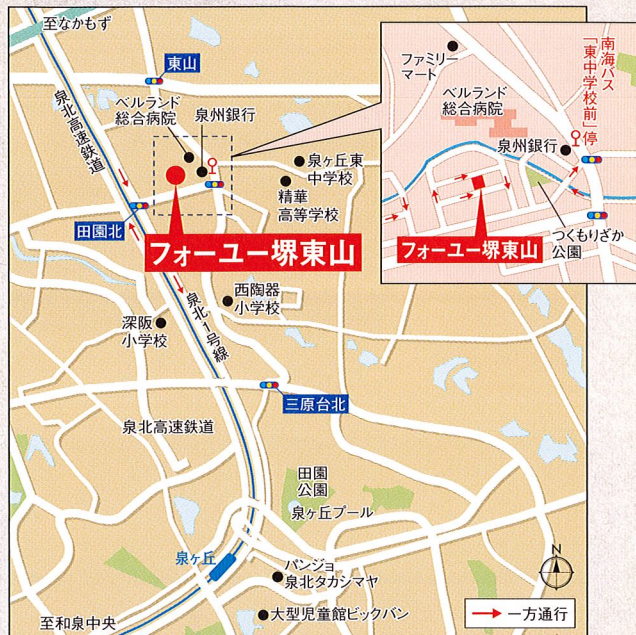 至なかもず
東山
ベルランド
総合病院
泉州銀行
泉北高速鉄道
泉ヶ丘東
中学校
精華
高等学校
田園北
フォーユー堺東山
西陶器
小学校
深阪
小学校
泉北1号線
三原台北
泉北高速鉄道
田園
公園
泉ヶ丘プール
泉ヶ丘
パンジョ
泉北タカシマヤ
大型児童館ビックバン
至和泉中央
N
一方通行
ファミリー
マート
ベルランド
総合病院
南海バス
「東中学校前」停
泉州銀行
つくもりざか
公園
フォーユー堺東山